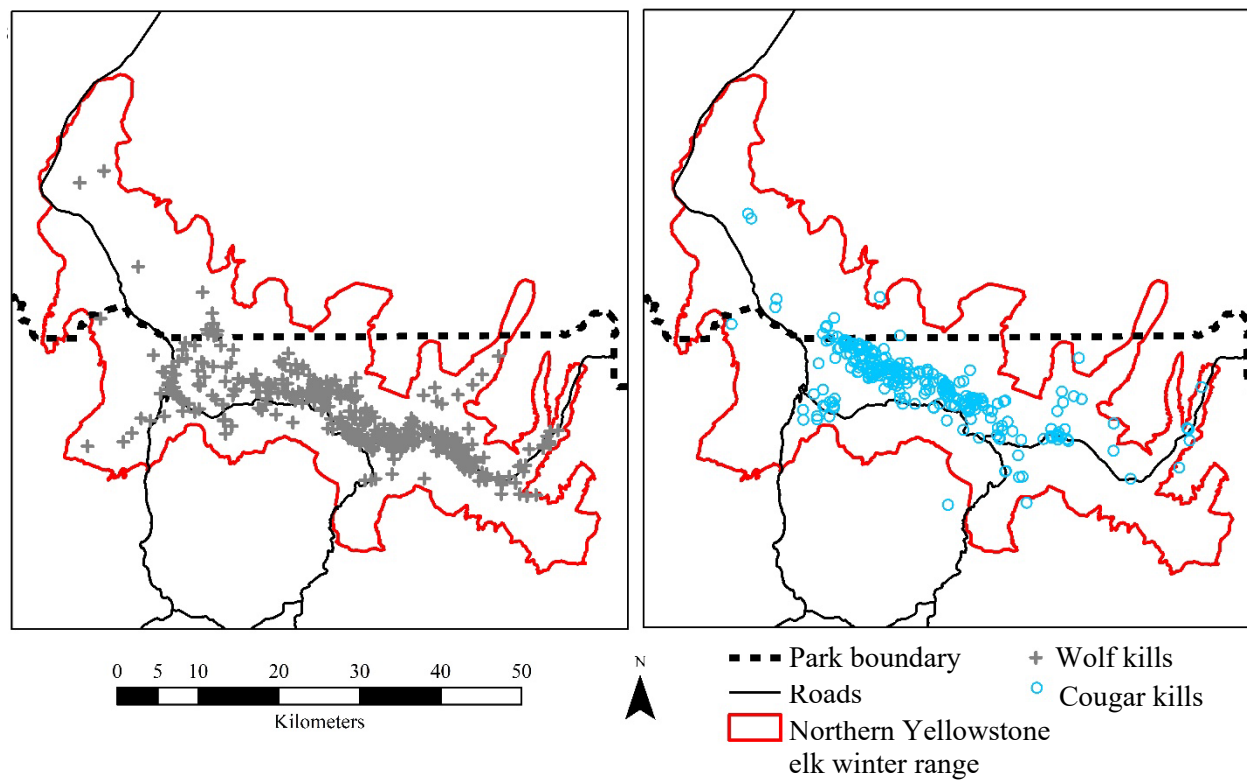 0 5 10 20 30 40 50
Kilometers
N
Park boundary
Roads
Northern Yellowstone
elk winter range
Wolf kills
Cougar kills